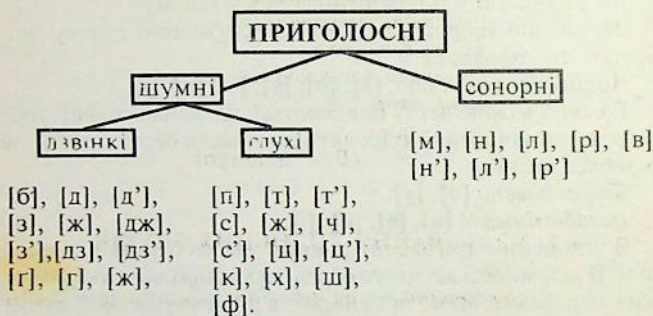 ПРИГОЛОСНІ
шумні
сонорні
дзвінкі
глухі
[м], [н], [л], [р], [в]
[н’], [л’], [р’]
[б], [д], [д’],
[з], [ж], [дж],
[з’],[дз], [дз’],
[ґ], [г], [ж],
[п], [т], [т’],
[с], [ж], [ч],
[с’], [ц], [ц’];
[к], [х], [ш],
[ф].